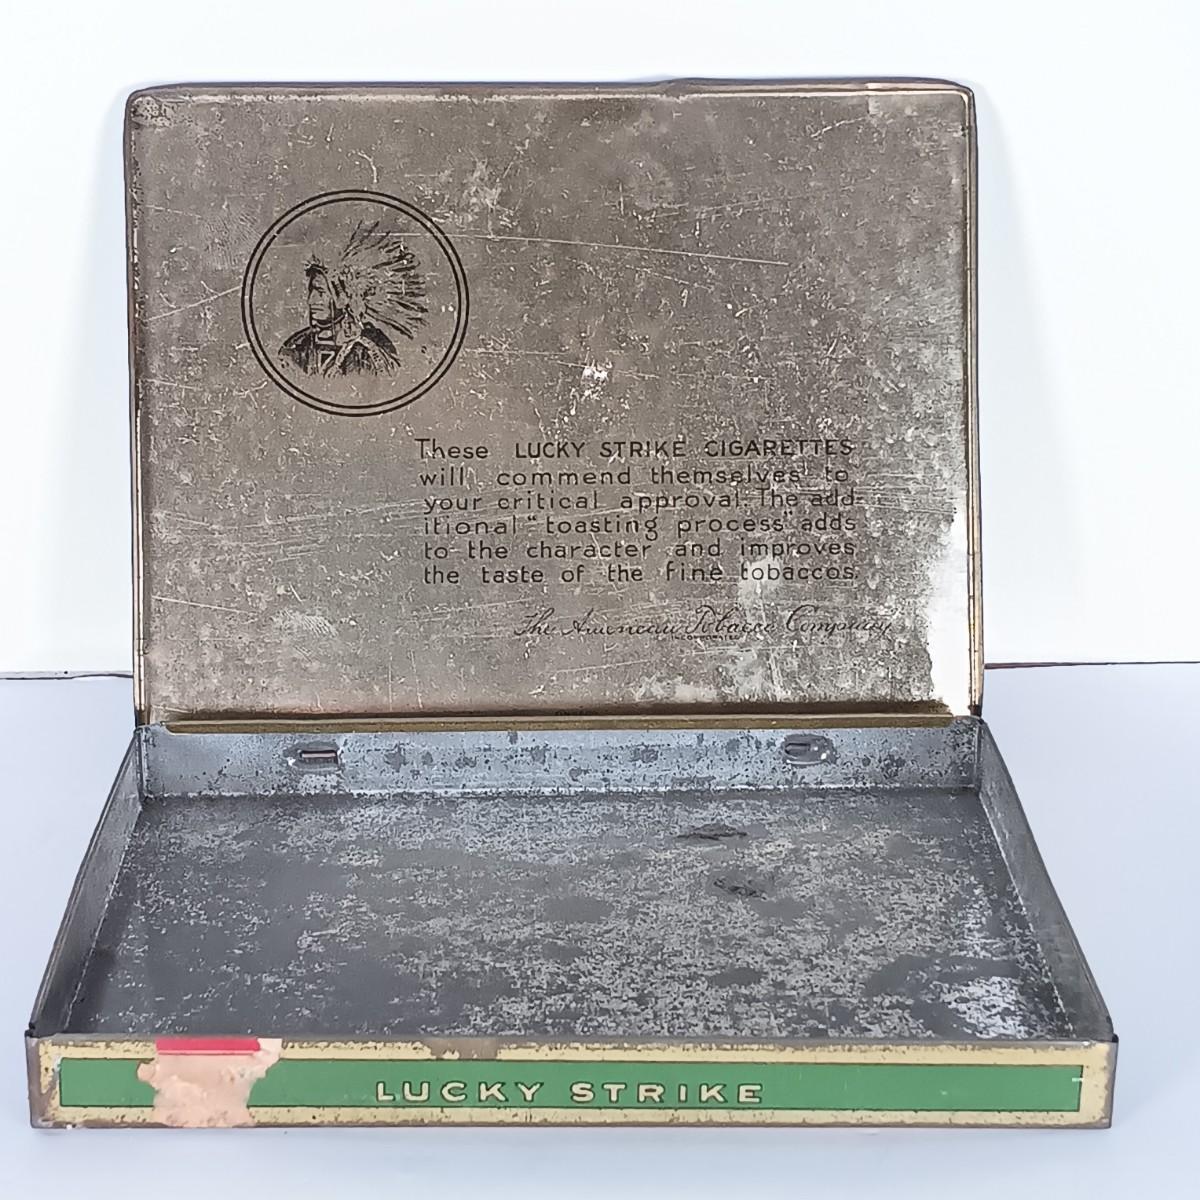 These LUCKY STRIKE CIGARETTES
will commend themselves to
your critical approval. The add-
itional "toasting process" adds
to the character and improves
the taste of the fine tobaccos.
The American Tobacco Company
INCORPORATED
LUCKY STRIKE